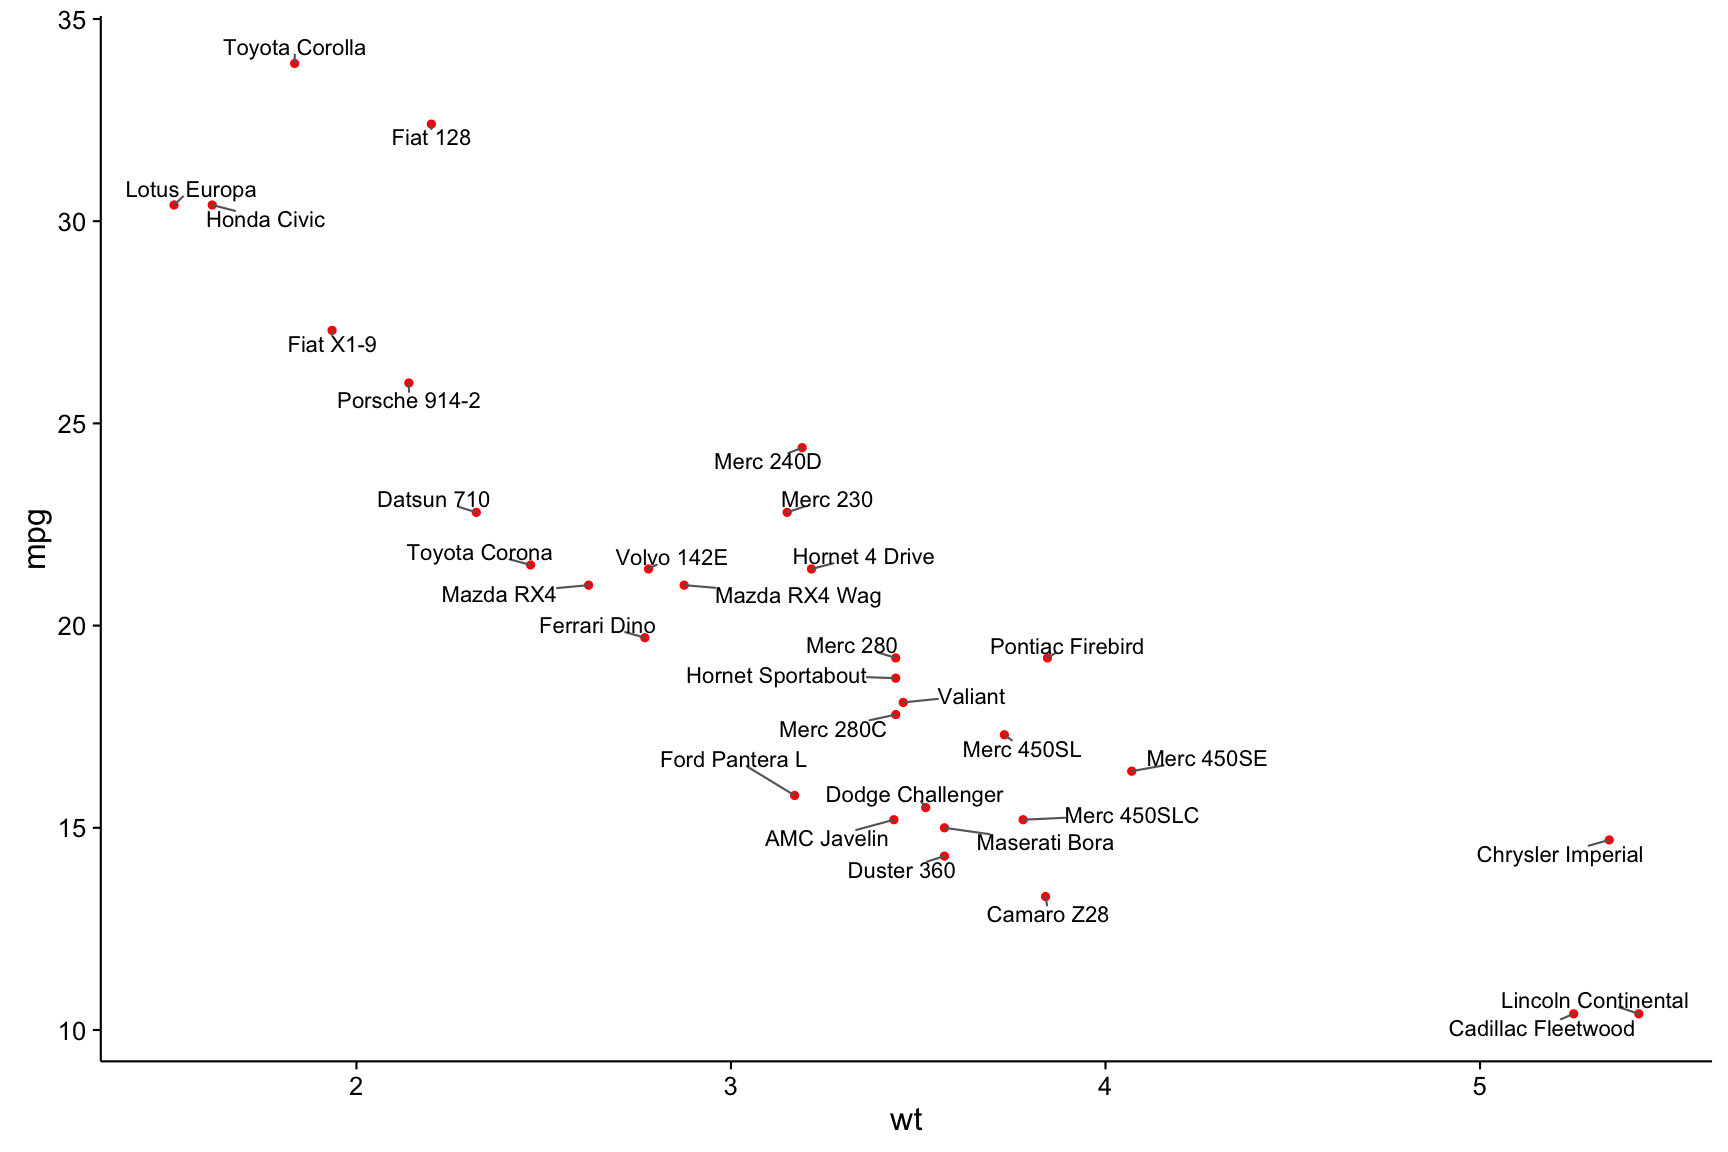 35
Toyota Corolla
Fiat 128
Lotus Europa
Honda Civic
30
Fiat X1-9
Porsche 914-2
25
Merc 240D
Datsun 710
Merc 230
Toyota Corona
Volvo 142E
Hornet 4 Drive
Mazda RX4
Mazda RX4 Wag
mpg
20
Ferrari Dino
Merc 280
Pontiac Firebird
Hornet Sportabout
Valiant
Merc 280C
Merc 450SL
Ford Pantera L
Merc 450SE
Dodge Challenger
Merc 450SLC
15
AMC Javelin
Maserati Bora
Chrysler Imperial
Duster 360
Camaro Z28
Lincoln Continental
Cadillac Fleetwood
10
2 3 4 5
wt